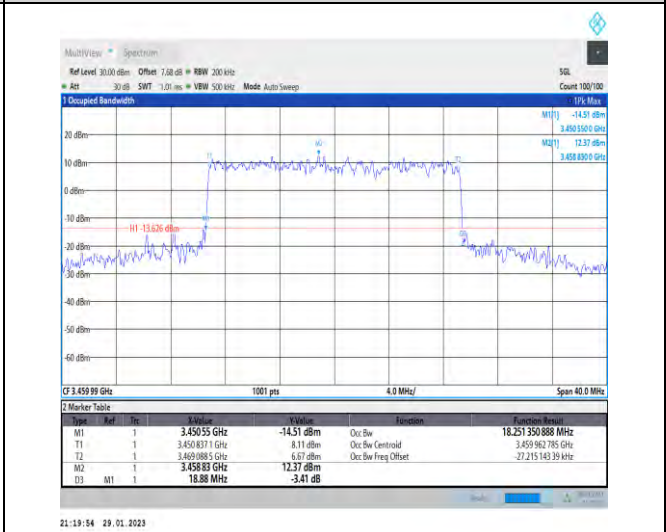 MultiView Spectrum
Ref Level 30.00 dBm Offset 7.68 dB RBW 200 kHz SGL
Att 30 dB SWT 1.01 ms VBW 500 kHz Mode Auto Sweep Count 100/100
1 Occupied Bandwidth 1Pk Max
M1[1] -14.51 dBm
3.450 550 0 GHz
M2[1] 12.37 dBm
3.458 830 0 GHz
20 dBm
M2
T1
T2
10 dBm
0 dBm
-10 dBm
H1 -13.626 dBm
-20 dBm
-30 dBm
-40 dBm
-50 dBm
-60 dBm
CF 3.459 99 GHz 1001 pts 4.0 MHz/ Span 40.0 MHz
2 Marker Table
Type Ref Trc X-Value Y-Value Function Function Result
M1 1 3.450 55 GHz -14.51 dBm Occ Bw 18.251 350 888 MHz
T1 1 3.450 837 1 GHz 8.11 dBm Occ Bw Centroid 3.459 962 785 GHz
T2 1 3.469 088 5 GHz 6.67 dBm Occ Bw Freq Offset -27.215 143 39 kHz
M2 1 3.458 83 GHz 12.37 dBm
D3 M1 1 18.88 MHz -3.41 dB
21:19:54 29.01.2023